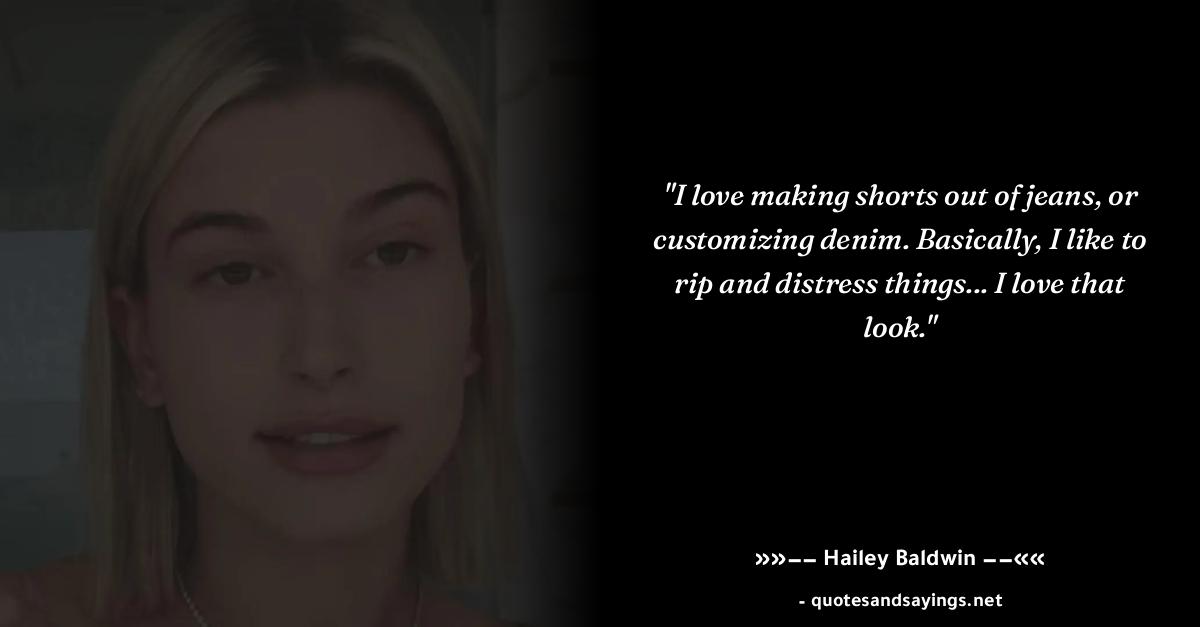 "I love making shorts out of jeans, or
customizing denim. Basically, I like to
rip and distress things... I love that
look."
»»−− Hailey Baldwin −−««
- quotesandsayings.net